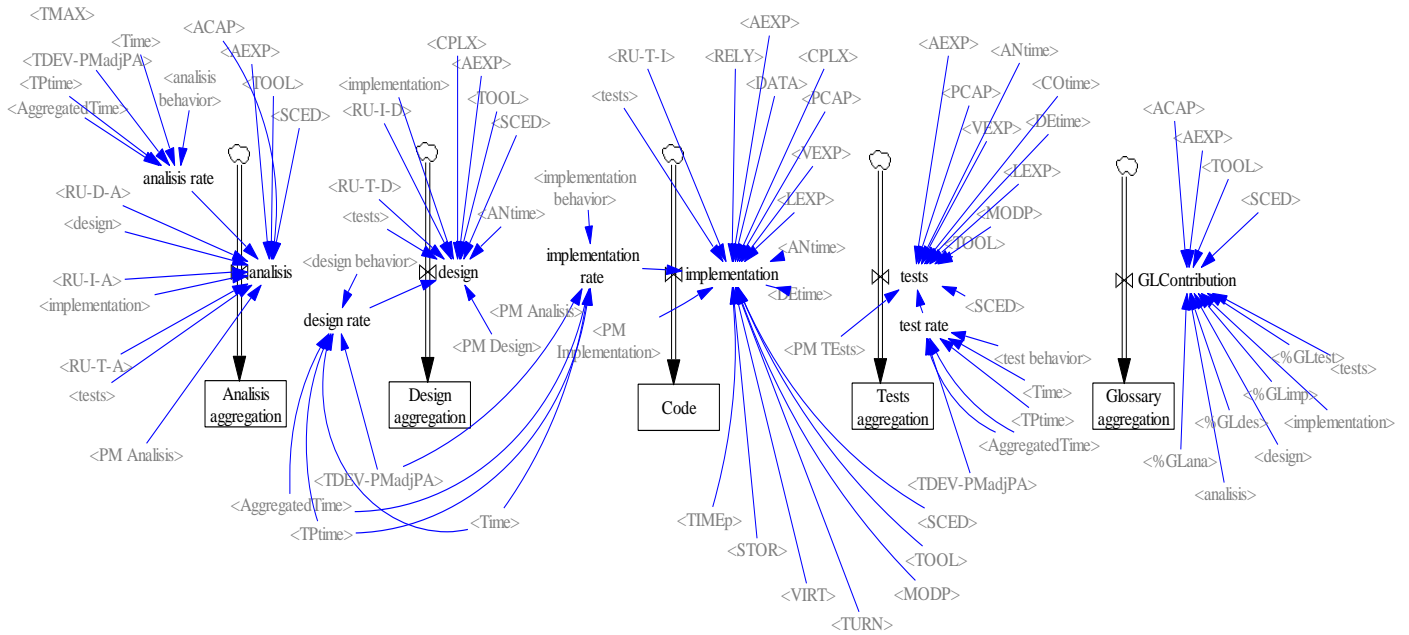 <TMAX>
<ACAP>
<Time>
<AEXP>
<TDEV-PMadjPA>
<TPtime>
<analisis
behavior>
<TOOL>
<AggregatedTime>
<SCED>
analisis rate
<RU-D-A>
<design>
<RU-I-A>
<implementation>
analisis
<RU-T-A>
<tests>
<PM Analisis>
Analysis
aggregation
<CPLX>
<AEXP>
<implementation>
<TOOL>
<RU-I-D>
<SCED>
<RU-T-D>
<tests>
<ANtime>
<design behavior>
design
design rate
<PM Analisis>
<PM Design>
Design
aggregation
<TDEV-PMadjPA>
<AggregatedTime>
<TPtime>
<Time>
<AEXP>
<RU-T-I>
<RELY>
<CPLX>
<tests>
<DATA>
<PCAP>
<VEXP>
<implementation
behavior>
<LEXP>
<ANtime>
implementation
rate
implementation
<DEtime>
<PM
Implementation>
Code
<TIMEp>
<STOR>
<VIRT>
<TURN>
<SCED>
<TOOL>
<MODP>
<AEXP>
<ANtime>
<PCAP>
<COtime>
<VEXP>
<DEtime>
<LEXP>
<MODP>
<TOOL>
tests
<SCED>
test rate
<PM TEsts>
<test behavior>
<Time>
<TPtime>
<AggregatedTime>
<TDEV-PMadjPA>
Tests
aggregation
<ACAP>
<AEXP>
<TOOL>
<SCED>
GLContribution
<%GLtest>
<tests>
<%GLimp>
<%GLdes>
<implementation>
<%GLana>
<design>
<analisis>
Glossary
aggregation